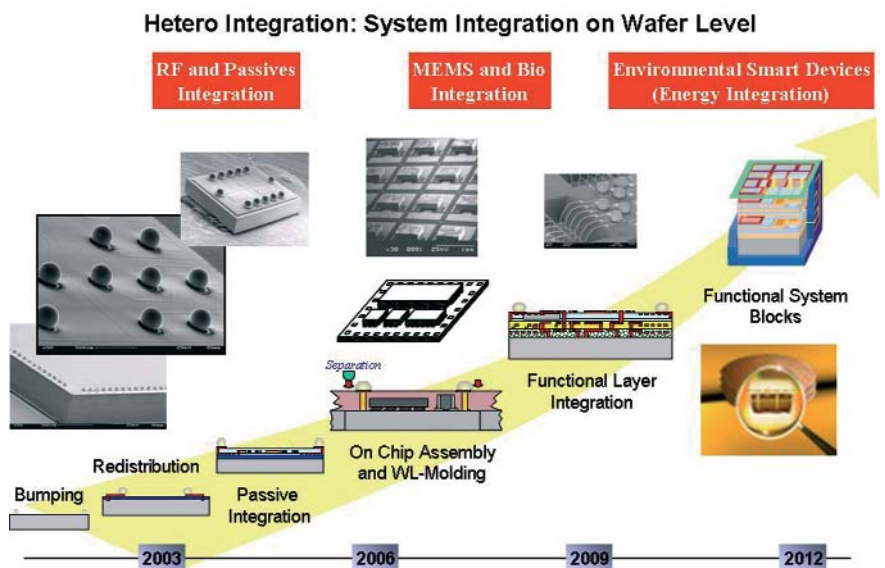 Hetero Integration: System Integration on Wafer Level
RF and Passives
Integration
MEMS and Bio
Integration
Environmental Smart Devices
(Energy Integration)
Functional System
Blocks
Separation
Functional Layer
Integration
On Chip Assembly
and WL-Molding
Redistribution
Passive
Integration
Bumping
2003
2006
2009
2012